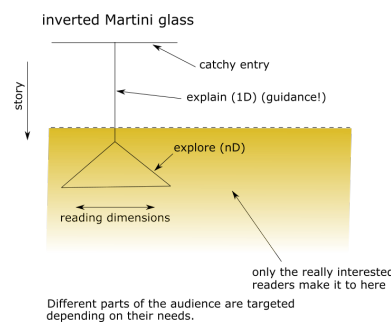 inverted Martini glass
catchy entry
story
explain (1D) (guidance!)
explore (nD)
reading dimensions
only the really interested
readers make it to here
Different parts of the audience are targeted
depending on their needs.